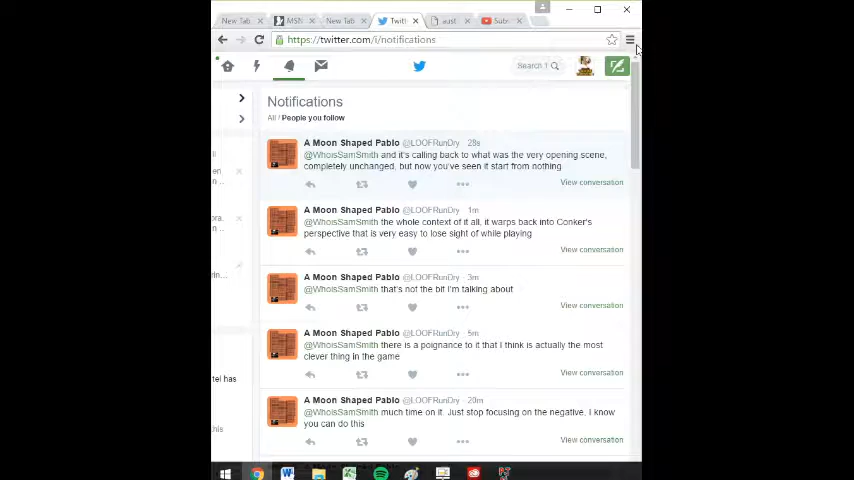 New Tab
MSN
New Tab
Twitt
aust
Subs
https://twitter.com/i/notifications
Search T
Notifications
All / People you follow
A Moon Shaped Pablo @LOOFRunDry · 28s
@WhoisSamSmith and it's calling back to what was the very opening scene,
completely unchanged, but now you've seen it start from nothing
View conversation
A Moon Shaped Pablo @LOOFRunDry · 1m
@WhoisSamSmith the whole context of it all, it warps back into Conker's
perspective that is very easy to lose sight of while playing
View conversation
A Moon Shaped Pablo @LOOFRunDry · 3m
@WhoisSamSmith that's not the bit I'm talking about
View conversation
A Moon Shaped Pablo @LOOFRunDry · 5m
@WhoisSamSmith there is a poignance to it that I think is actually the most
clever thing in the game
View conversation
tel has
A Moon Shaped Pablo @LOOFRunDry · 20m
@WhoisSamSmith much time on it. Just stop focusing on the negative, I know
you can do this
this
View conversation